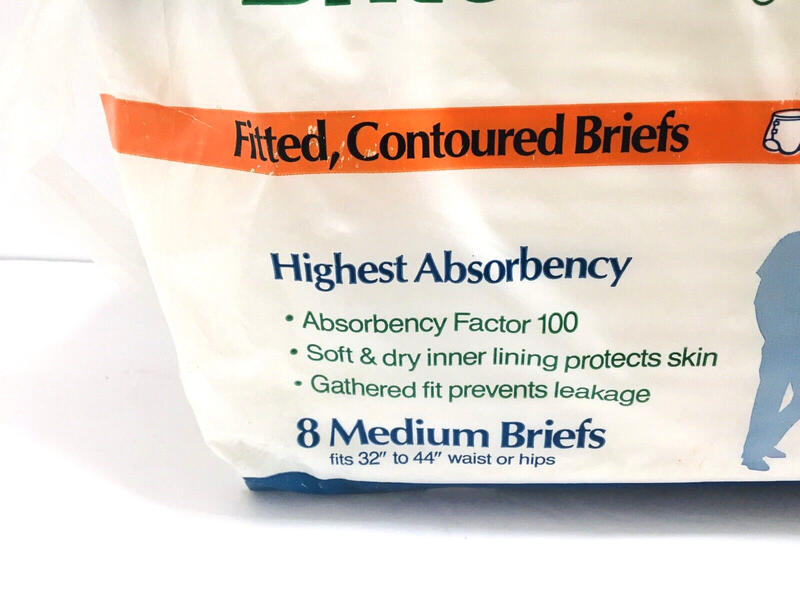 Fitted, Contoured Briefs
Highest Absorbency
• Absorbency Factor 100
• Soft & dry inner lining protects skin
• Gathered fit prevents leakage
8 Medium Briefs
fits 32" to 44" waist or hips